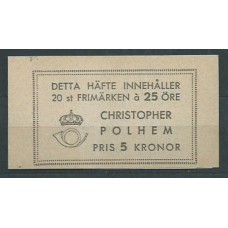 DETTA HÄFTE INNEHÅLLER
20 st FRIMÄRKEN à 25 ÖRE
CHRISTOPHER
POLHEM
PRIS 5 KRONOR